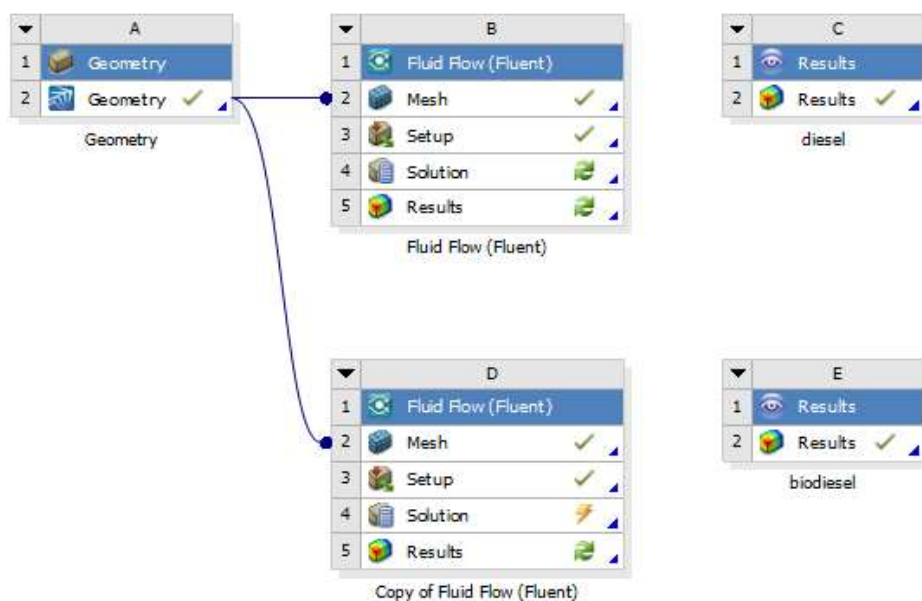 A
1 Geometry
2 Geometry
Geometry
B
1 Fluid Flow (Fluent)
2 Mesh
3 Setup
4 Solution
5 Results
Fluid Flow (Fluent)
C
1 Results
2 Results
diesel
D
1 Fluid Flow (Fluent)
2 Mesh
3 Setup
4 Solution
5 Results
Copy of Fluid Flow (Fluent)
E
1 Results
2 Results
biodiesel